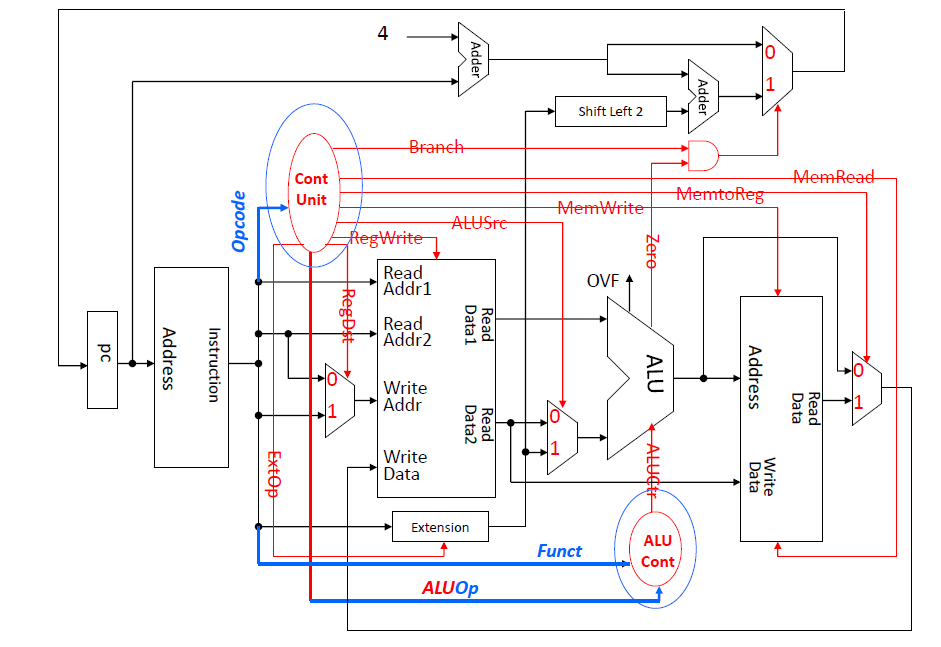 4
Adder
0
1
Adder
Shift Left 2
Branch
Cont
Unit
MemRead
MemtoReg
MemWrite
ALUSrc
RegWrite
Opcode
Zero
OVF
Read
Addr1
Read
Data1
RegDst
Read
Addr2
pc
Address
Instruction
ALU
Address
Read
Data
0
1
0
1
Write
Addr
Read
Data2
0
1
Write
Data
ExtOp
ALUCtr
Write
Data
Extension
ALU
Cont
Funct
ALUOp